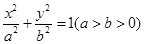 x²/a² + y²/b² = 1(a > b > 0)